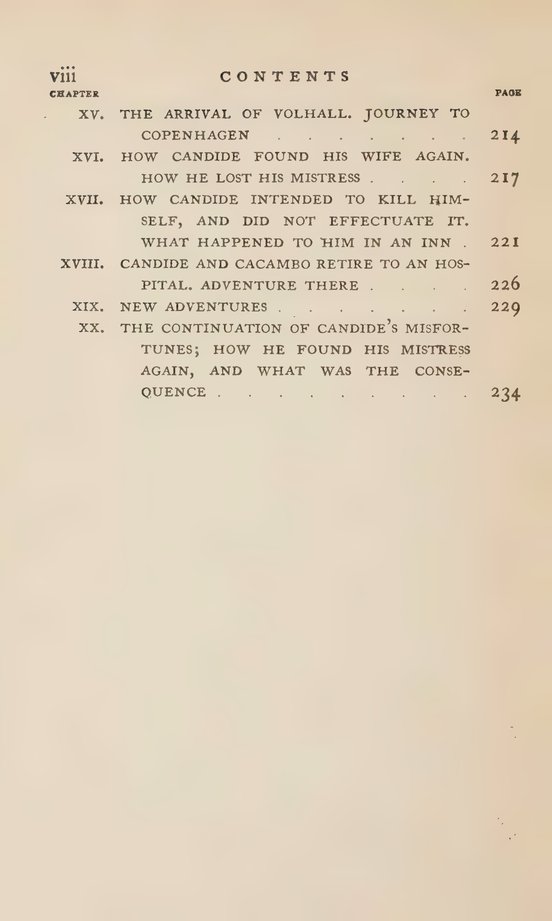 viii CONTENTS
CHAPTER PAGE
XV. THE ARRIVAL OF VOLHALL. JOURNEY TO
COPENHAGEN . . . . . . . 214
XVI. HOW CANDIDE FOUND HIS WIFE AGAIN.
HOW HE LOST HIS MISTRESS . . . . 217
XVII. HOW CANDIDE INTENDED TO KILL HIM-
SELF, AND DID NOT EFFECTUATE IT.
WHAT HAPPENED TO HIM IN AN INN . 221
XVIII. CANDIDE AND CACAMBO RETIRE TO AN HOS-
PITAL. ADVENTURE THERE . . . . 226
XIX. NEW ADVENTURES . . . . . . . 229
XX. THE CONTINUATION OF CANDIDE'S MISFOR-
TUNES; HOW HE FOUND HIS MISTRESS
AGAIN, AND WHAT WAS THE CONSE-
QUENCE . . . . . . . . . 234